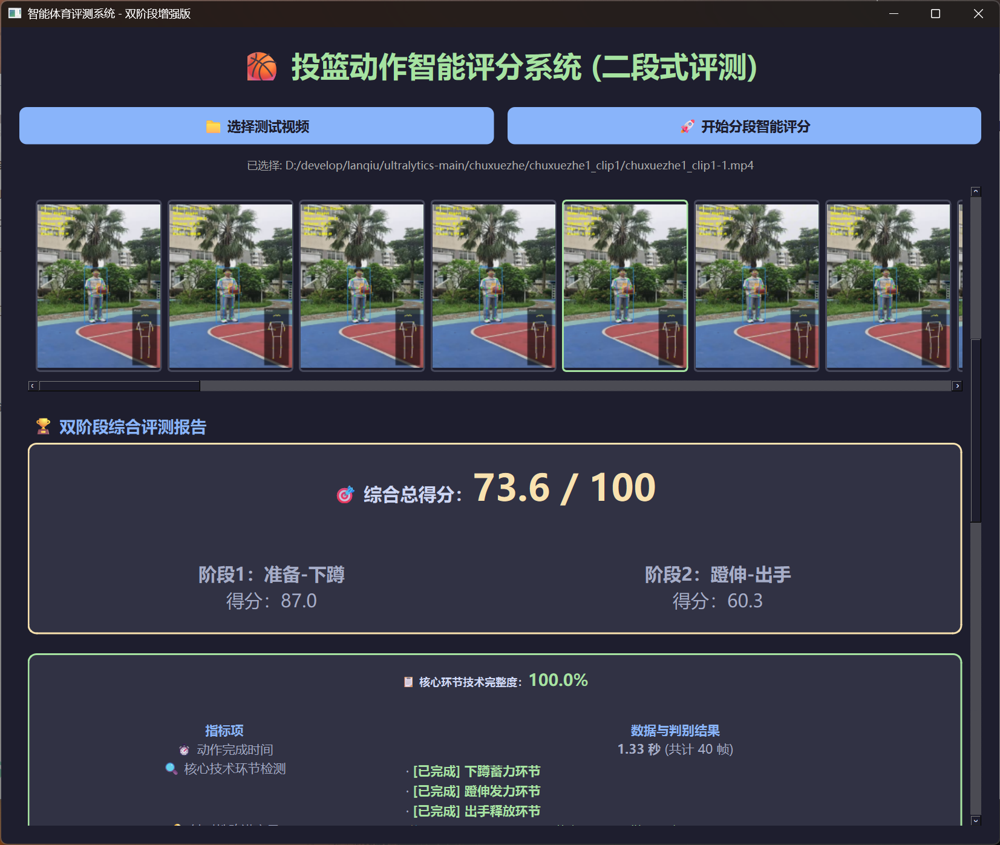 智能体育评测系统 - 双阶段增强版
投篮动作智能评分系统 (二段式评测)
选择测试视频
开始分段智能评分
已选择: D:/develop/lanqiu/ultralytics-main/chuxuezhe/chuxuezhe1_clip1/chuxuezhe1_clip1-1.mp4
双阶段综合评测报告
综合总得分：73.6 / 100
阶段1：准备-下蹲
得分：87.0
阶段2：蹬伸-出手
得分：60.3
核心环节技术完整度：100.0%
指标项
数据与判别结果
动作完成时间
1.33 秒 (共计 40 帧)
核心技术环节检测
· [已完成] 下蹲蓄力环节
· [已完成] 蹬伸发力环节
· [已完成] 出手释放环节